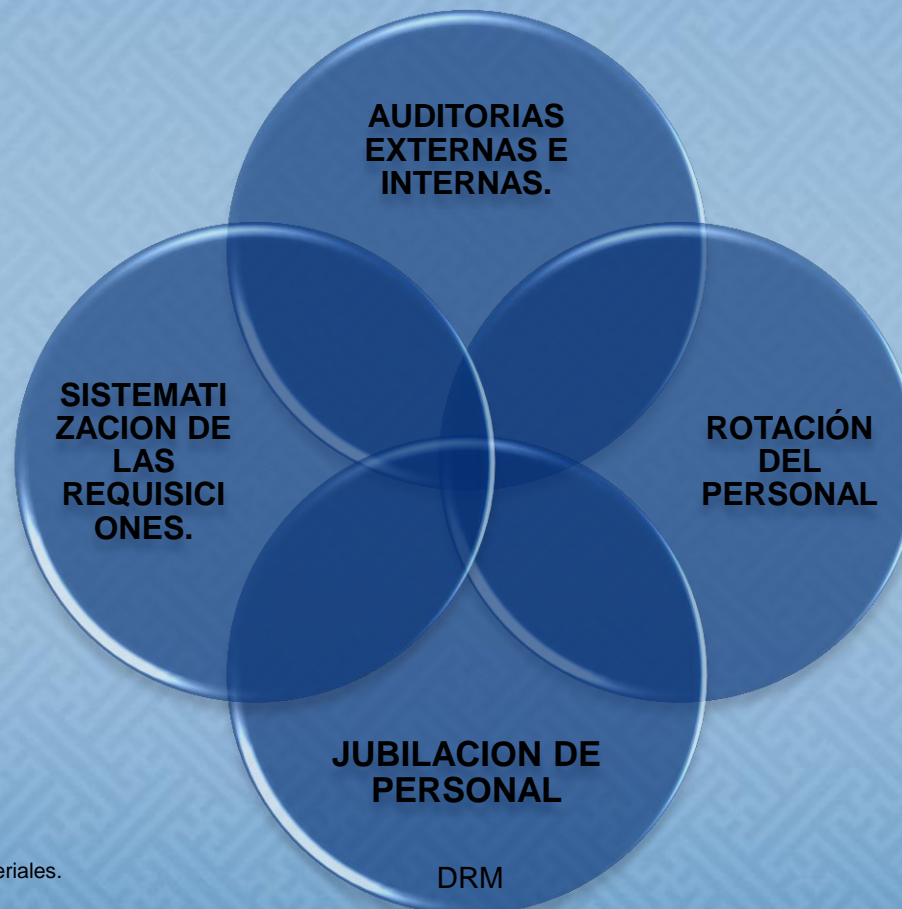 AUDITORIAS
EXTERNAS E
INTERNAS.
SISTEMATI
ZACION DE
LAS
REQUISICI
ONES.
ROTACIÓN
DEL
PERSONAL
JUBILACION DE
PERSONAL
eriales.
DRM